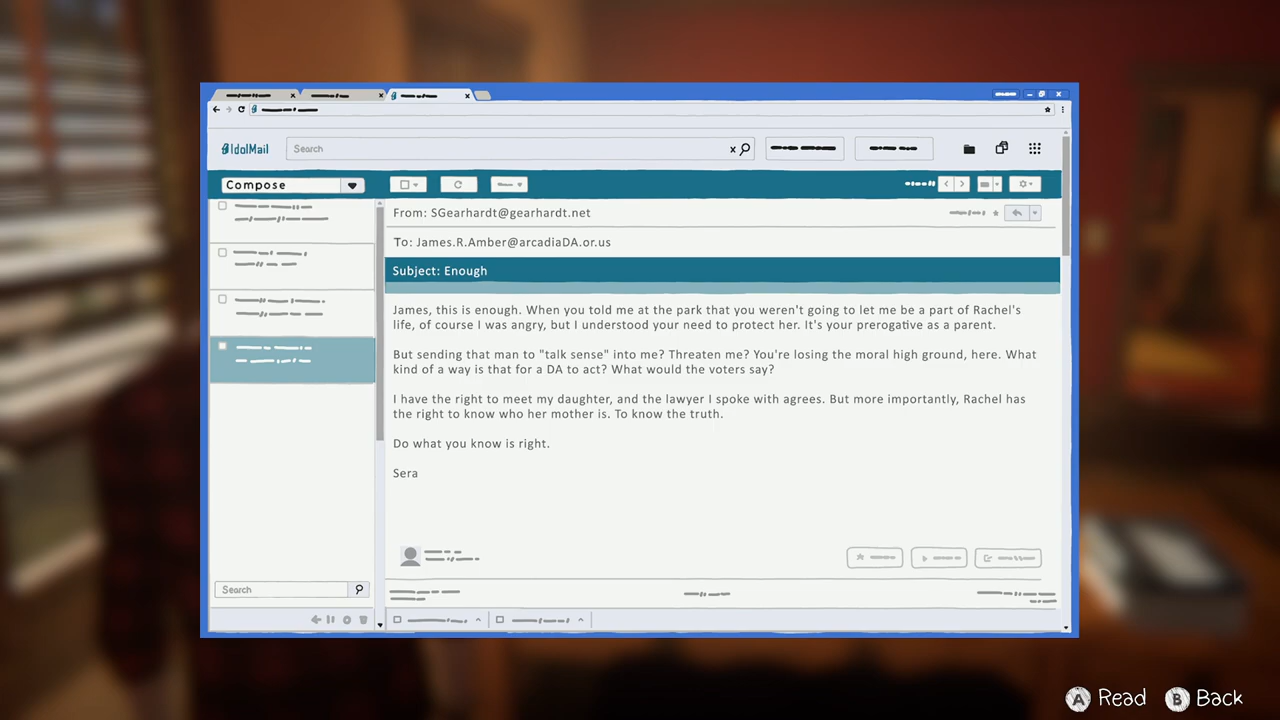 IdolMail
Search
x
Compose
From: SGearhardt@gearhardt.net
To: James.R.Amber@arcadiaDA.or.us
Subject: Enough
James, this is enough. When you told me at the park that you weren't going to let me be a part of Rachel's
life, of course I was angry, but I understood your need to protect her. It's your prerogative as a parent.
But sending that man to "talk sense" into me? Threaten me? You're losing the moral high ground, here. What
kind of a way is that for a DA to act? What would the voters say?
I have the right to meet my daughter, and the lawyer I spoke with agrees. But more importantly, Rachel has
the right to know who her mother is. To know the truth.
Do what you know is right.
Sera
Search
A Read B Back